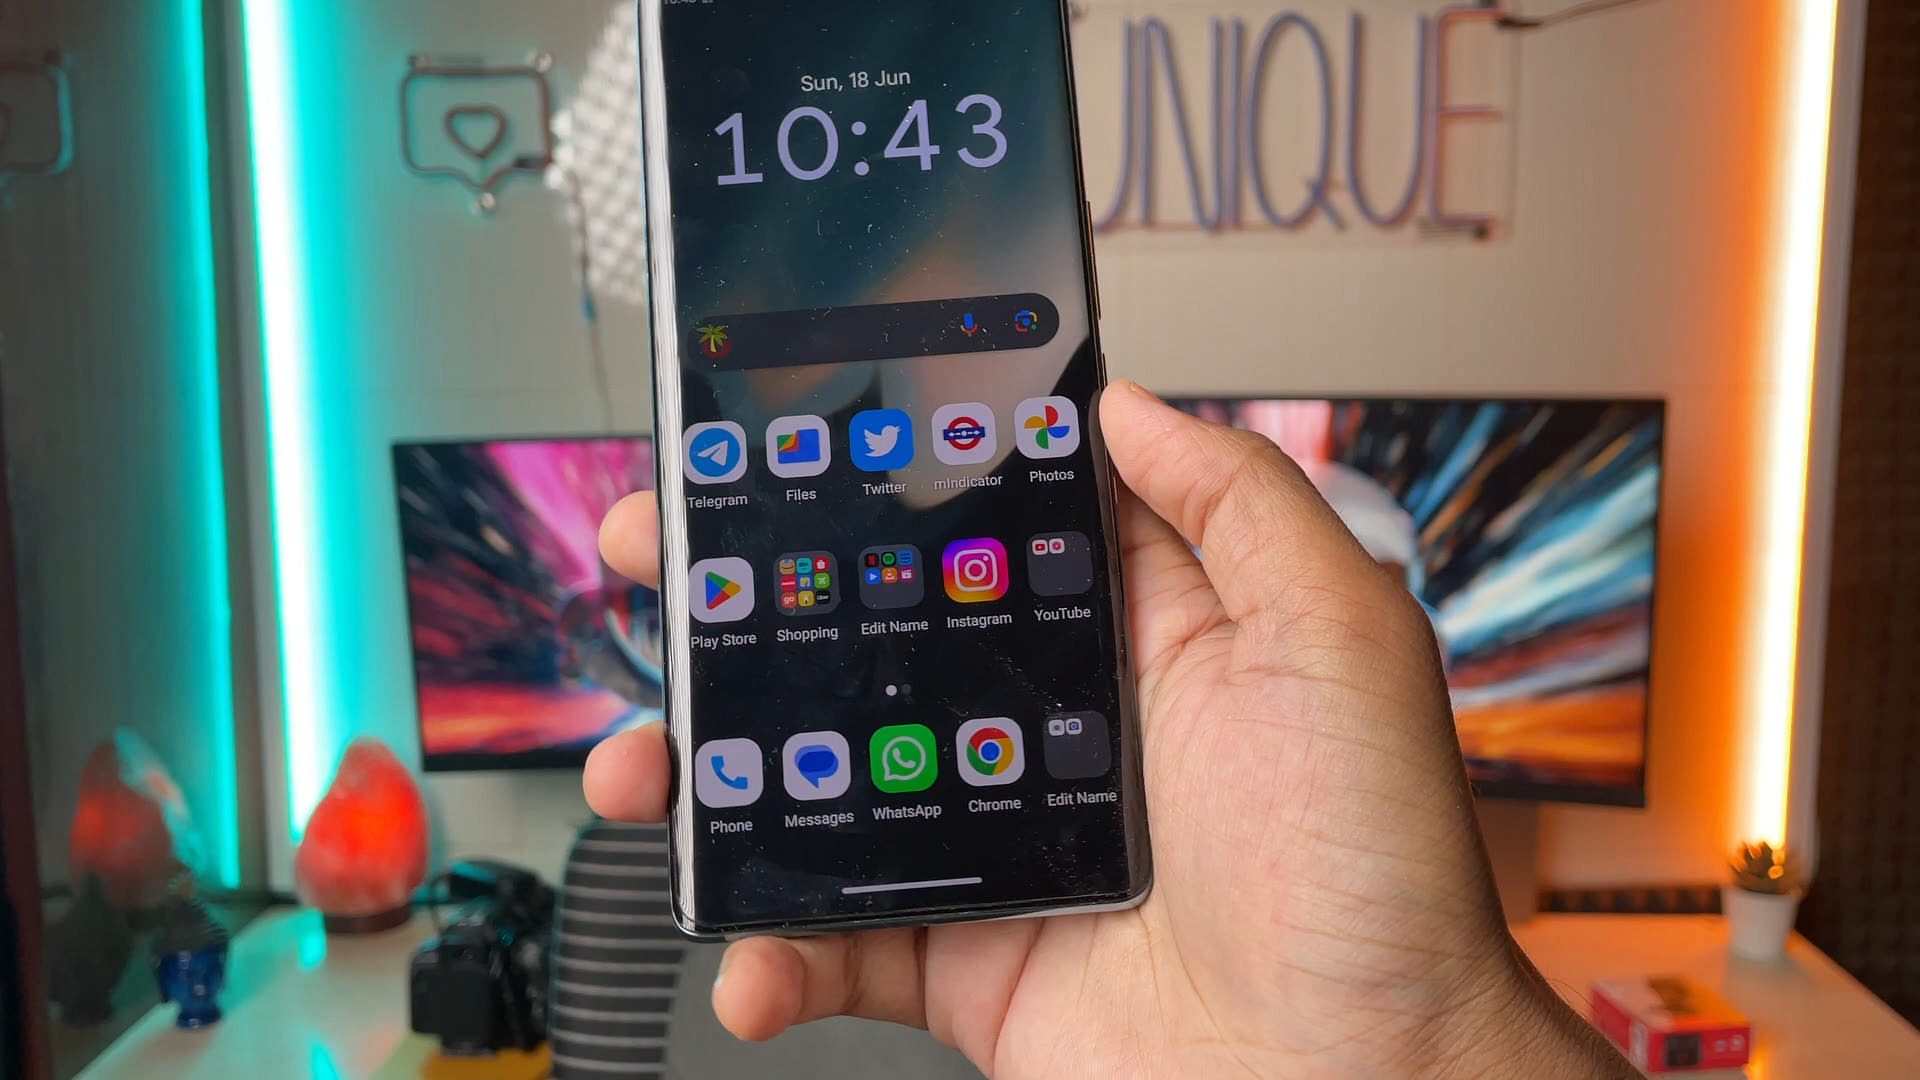 UNIQUE
Sun, 18 Jun
10:43
Telegram
Files
Twitter
mIndicator
Photos
Play Store
Shopping
Edit Name
Instagram
YouTube
Phone
Messages
WhatsApp
Chrome
Edit Name